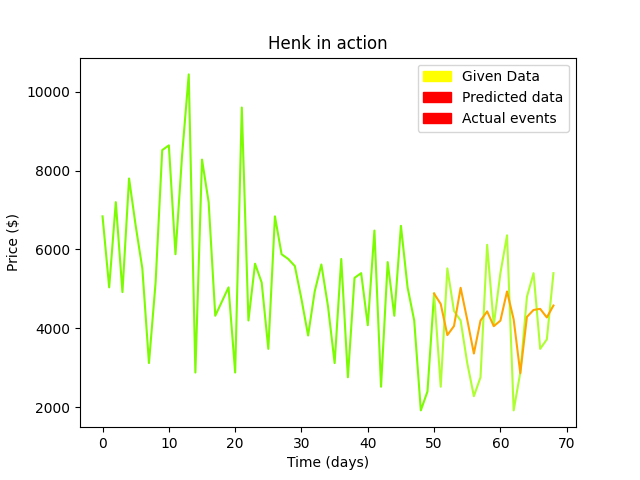 Henk in action
Given Data
Predicted data
Actual events
Price ($)
10000
8000
6000
4000
2000
0 10 20 30 40 50 60 70
Time (days)